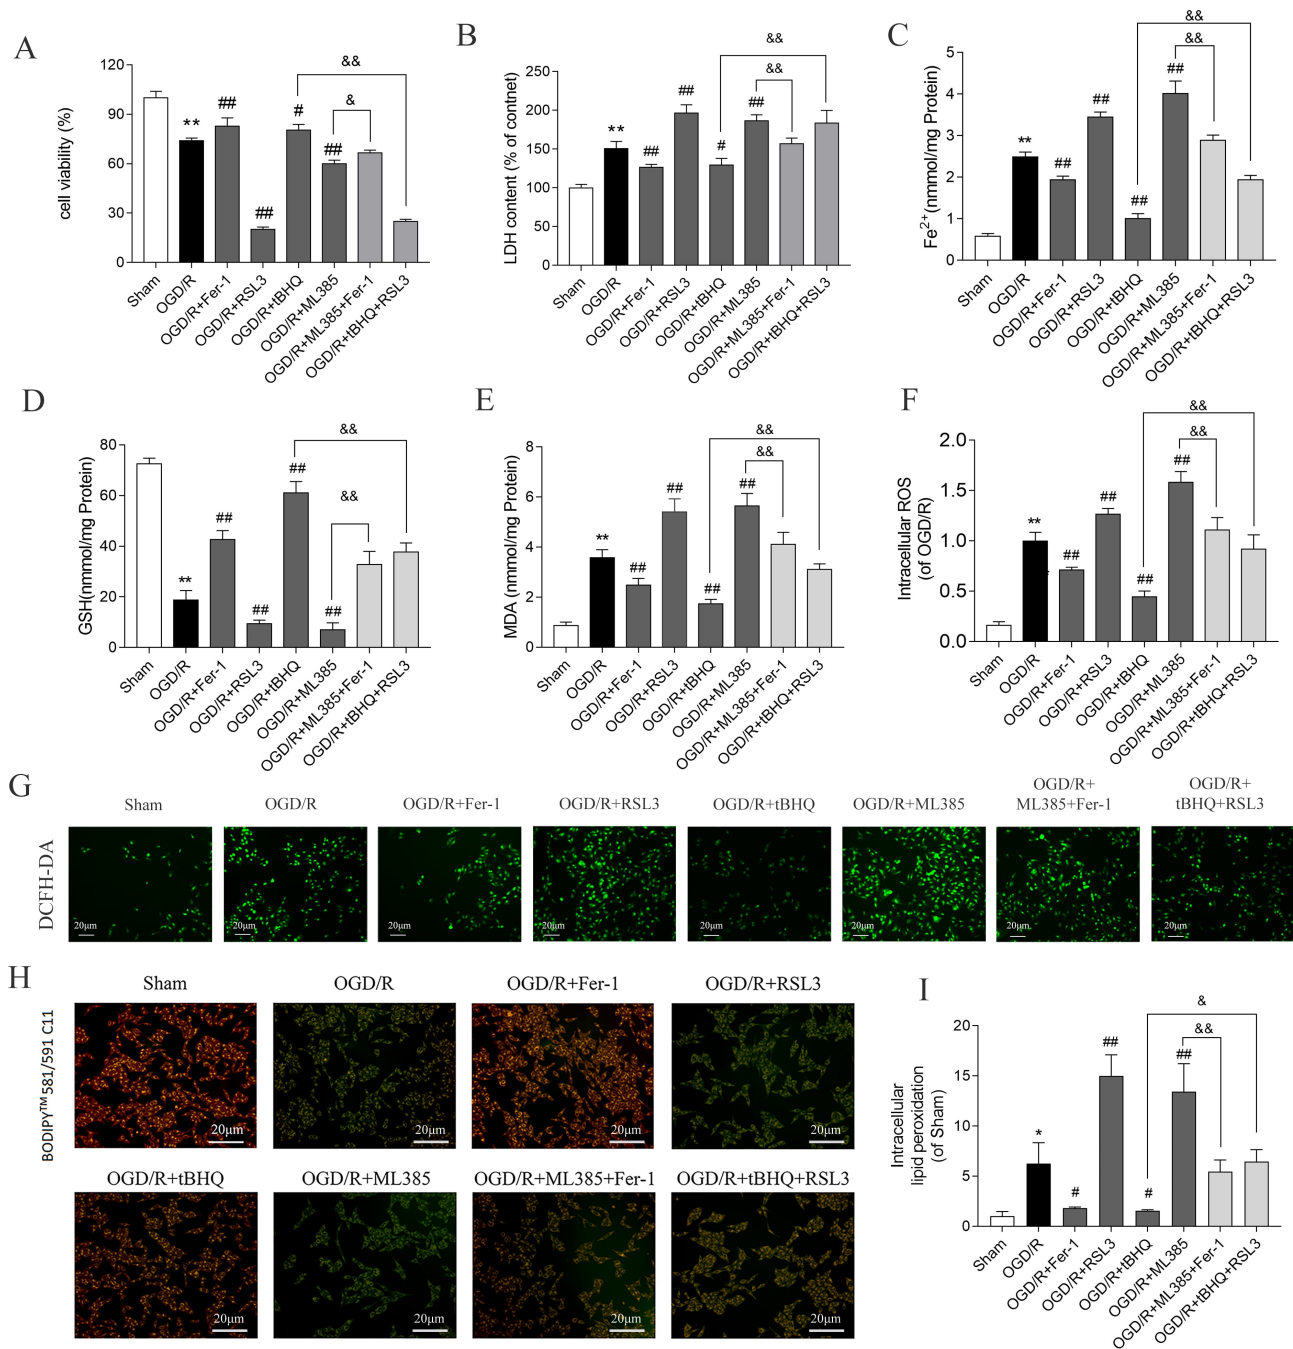 A
cell viability (%)
120
90
60
30
0
**
##
##
#
##
&
&&
Sham
OGD/R
OGD/R+Fer-1
OGD/R+RSL3
OGD/R+tBHQ
OGD/R+ML385
OGD/R+ML385+Fer-1
OGD/R+tBHQ+RSL3
B
LDH content (% of contnet)
250
200
150
100
50
0
**
##
##
#
##
&&
&&
Sham
OGD/R
OGD/R+Fer-1
OGD/R+RSL3
OGD/R+tBHQ
OGD/R+ML385
OGD/R+ML385+Fer-1
OGD/R+tBHQ+RSL3
C
Fe2+(nmmol/mg Protein)
5
4
3
2
1
0
**
##
##
##
##
&&
&&
Sham
OGD/R
OGD/R+Fer-1
OGD/R+RSL3
OGD/R+tBHQ
OGD/R+ML385
OGD/R+ML385+Fer-1
OGD/R+tBHQ+RSL3
D
GSH(nmmol/mg Protein)
80
60
40
20
0
**
##
##
##
##
&&
&&
Sham
OGD/R
OGD/R+Fer-1
OGD/R+RSL3
OGD/R+tBHQ
OGD/R+ML385
OGD/R+ML385+Fer-1
OGD/R+tBHQ+RSL3
E
MDA (nmmol/mg Protein)
8
6
4
2
0
**
##
##
##
##
&&
&&
Sham
OGD/R
OGD/R+Fer-1
OGD/R+RSL3
OGD/R+tBHQ
OGD/R+ML385
OGD/R+ML385+Fer-1
OGD/R+tBHQ+RSL3
F
Intracellular ROS
(of OGD/R)
2.0
1.5
1.0
0.5
0.0
**
##
##
##
##
&&
&&
Sham
OGD/R
OGD/R+Fer-1
OGD/R+RSL3
OGD/R+tBHQ
OGD/R+ML385
OGD/R+ML385+Fer-1
OGD/R+tBHQ+RSL3
G
DCFH-DA
Sham
OGD/R
OGD/R+Fer-1
OGD/R+RSL3
OGD/R+tBHQ
OGD/R+ML385
OGD/R+
ML385+Fer-1
OGD/R+
tBHQ+RSL3
20μm
20μm
20μm
20μm
20μm
20μm
20μm
20μm
H
BODIPY™ 581/591 C11
Sham
OGD/R
OGD/R+Fer-1
OGD/R+RSL3
20μm
20μm
20μm
20μm
OGD/R+tBHQ
OGD/R+ML385
OGD/R+ML385+Fer-1
OGD/R+tBHQ+RSL3
20μm
20μm
20μm
20μm
I
Intracellular
lipid peroxidation
(of Sham)
20
15
10
5
0
*
#
##
#
##
&&
&
Sham
OGD/R
OGD/R+Fer-1
OGD/R+RSL3
OGD/R+tBHQ
OGD/R+ML385
OGD/R+ML385+Fer-1
OGD/R+tBHQ+RSL3